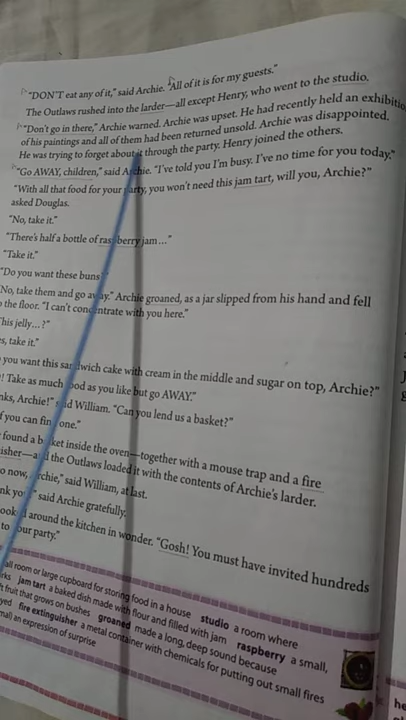 "DON'T eat any of it," said Archie. "All of it is for my guests."
The Outlaws rushed into the larder—all except Henry, who went to the studio.
"Don't go in there," Archie warned. Archie was upset. He had recently held an exhibitio
of his paintings and all of them had been returned unsold. Archie was disappointed.
He was trying to forget about it through the party. Henry joined the others.
"Go AWAY, children," said Archie. "I've told you I'm busy. I've no time for you today."
"With all that food for your party, you won't need this jam tart, will you, Archie?"
asked Douglas.
"No, take it."
"There's half a bottle of raspberry jam..."
"Take it."
"Do you want these buns
No, take them and go away." Archie groaned, as a jar slipped from his hand and fell
the floor. "I can't concentrate with you here."
his jelly...?"
s, take it."
you want this sandwich cake with cream in the middle and sugar on top, Archie?"
! Take as much food as you like but go AWAY."
nks, Archie!" said William. "Can you lend us a basket?"
f you can find one."
found a basket inside the oven—together with a mouse trap and a fire
isher—and the Outlaws loaded it with the contents of Archie's larder.
o now, Archie," said William, at last.
nk you," said Archie gratefully.
ooked around the kitchen in wonder. "Gosh! You must have invited hundreds
to your party."
all room or large cupboard for storing food in a house studio a room where
rks jam tart a baked dish made with flour and filled with jam raspberry a small,
ft fruit that grows on bushes groaned made a long, deep sound because
yed fire extinguisher a metal container with chemicals for putting out small fires
mal) an expression of surprise
he